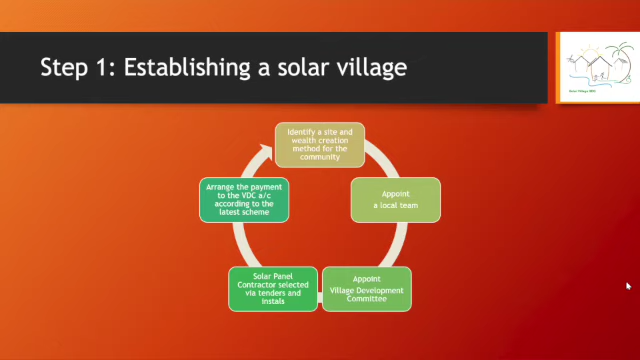 Step 1: Establishing a solar village
Identify a site and
wealth creation
method for the
community
Appoint
a local team
Appoint
Village Development
Committee
Solar Panel
Contractor selected
via tenders and
instals
Arrange the payment
to the VDC a/c
according to the
latest scheme